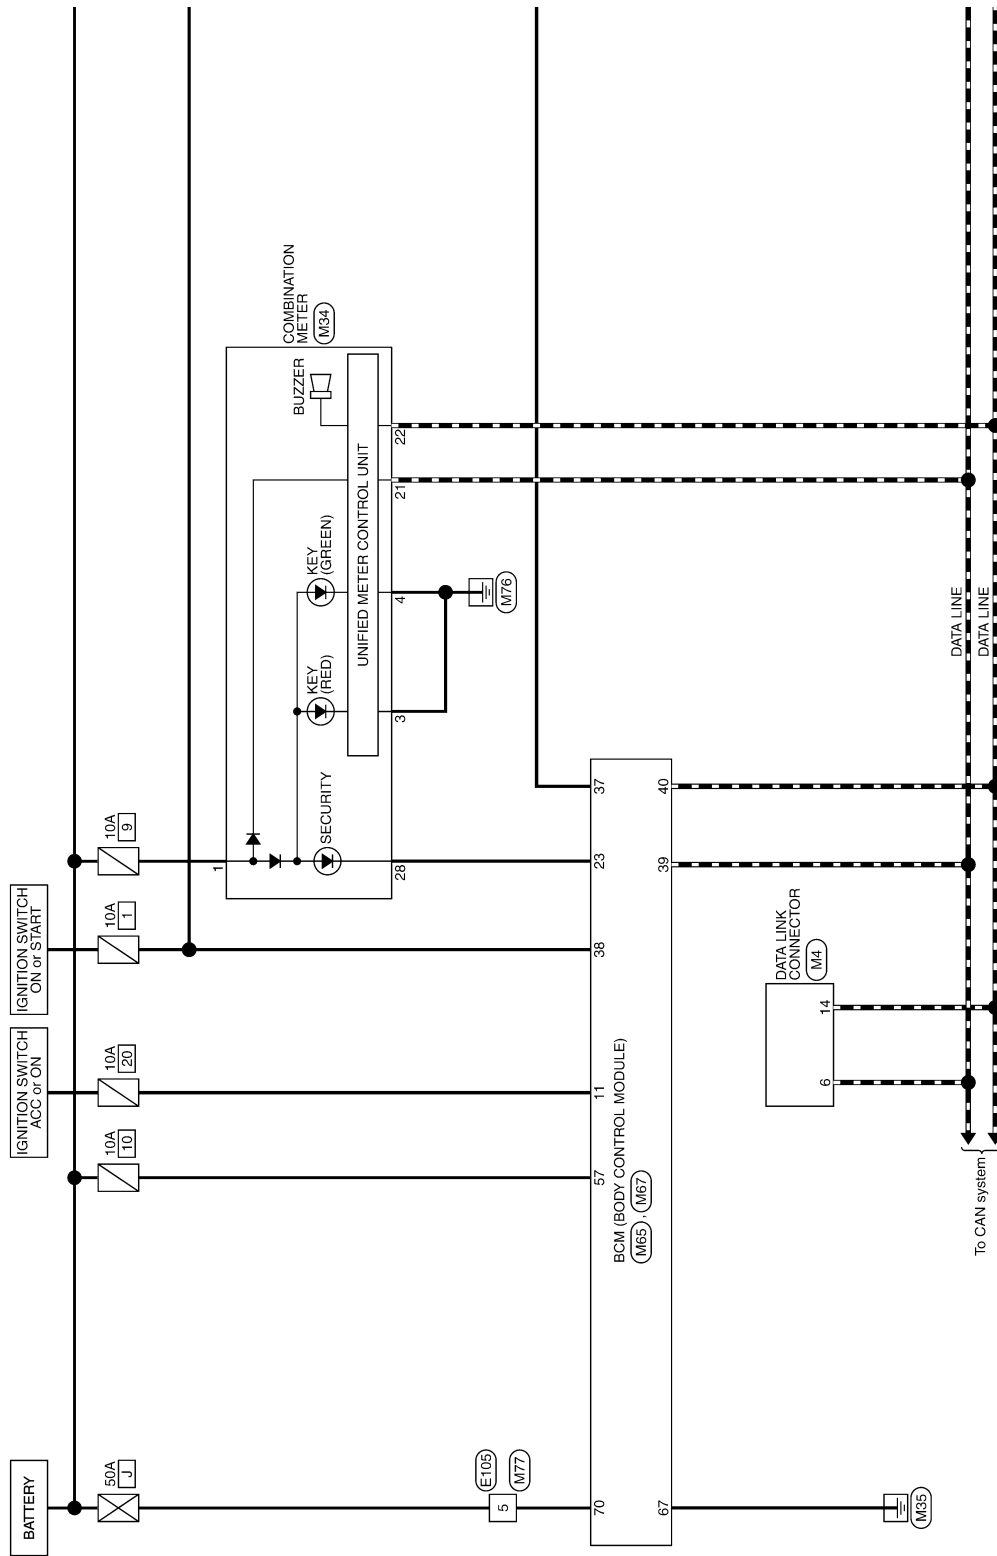 BATTERY
50A
J
E105
5
M77
70
67
M35
IGNITION SWITCH
ACC or ON
IGNITION SWITCH
ON or START
10A
10
10A
20
10A
1
10A
9
57
11
38
23
37
BCM (BODY CONTROL MODULE)
M65 , M67
39
40
DATA LINK
CONNECTOR
M4
6
14
To CAN system
1
28
SECURITY
KEY
(RED)
KEY
(GREEN)
BUZZER
UNIFIED METER CONTROL UNIT
COMBINATION
METER
M34
3
4
21
22
M76
DATA LINE
DATA LINE